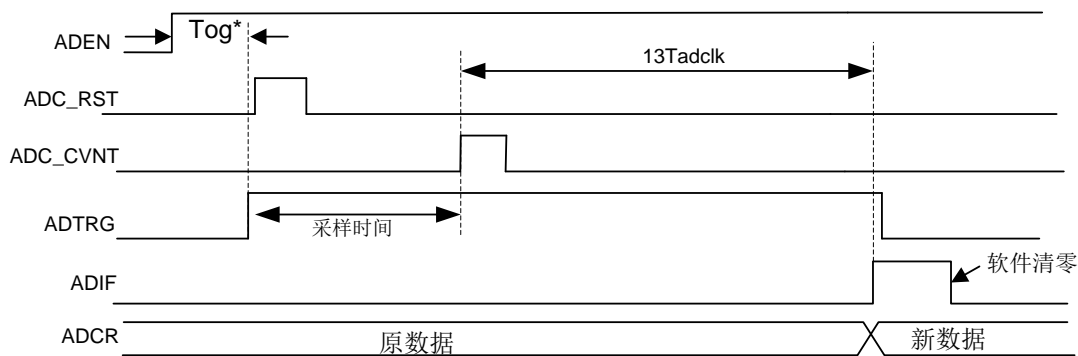 ADEN
Tog*
13Tadclk
ADC_RST
ADC_CVNT
ADTRG
采样时间
ADIF
软件清零
ADCR
原数据
新数据